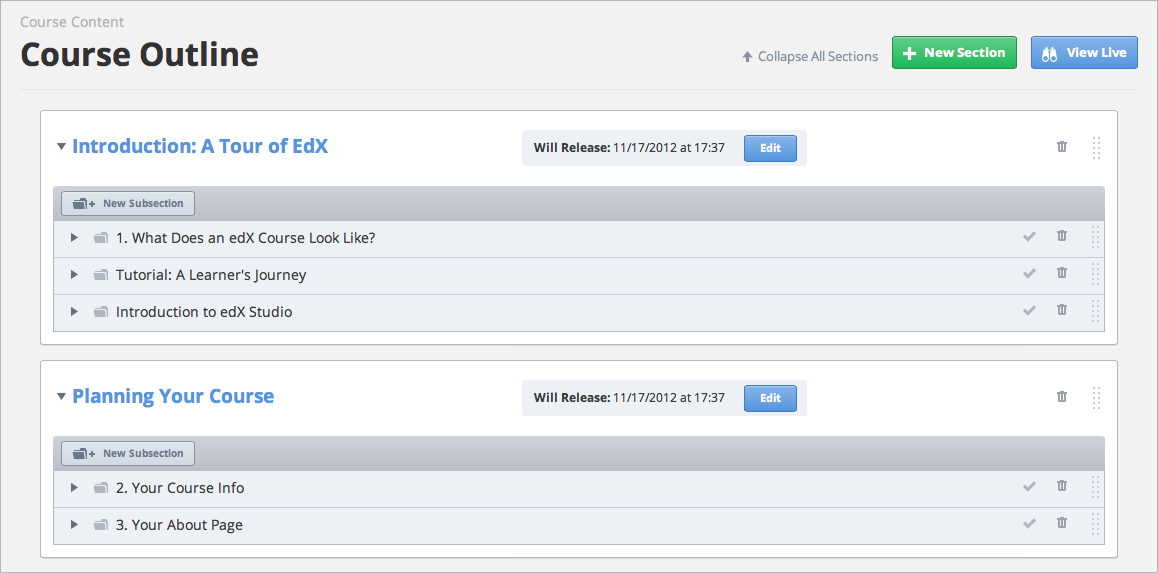 Course Content
Course Outline
Collapse All Sections
New Section
View Live
Introduction: A Tour of EdX
Will Release: 11/17/2012 at 17:37
Edit
New Subsection
1. What Does an edX Course Look Like?
Tutorial: A Learner's Journey
Introduction to edX Studio
Planning Your Course
Will Release: 11/17/2012 at 17:37
Edit
New Subsection
2. Your Course Info
3. Your About Page